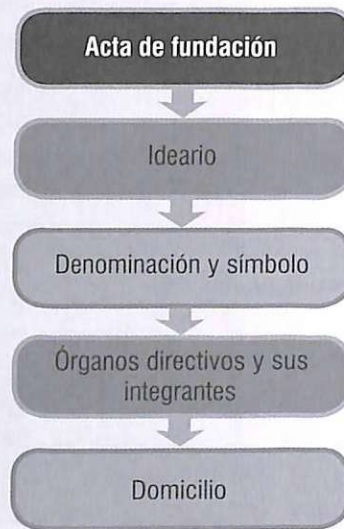 Acta de fundación
Ideario
Denominación y símbolo
Órganos directivos y sus
integrantes
Domicilio